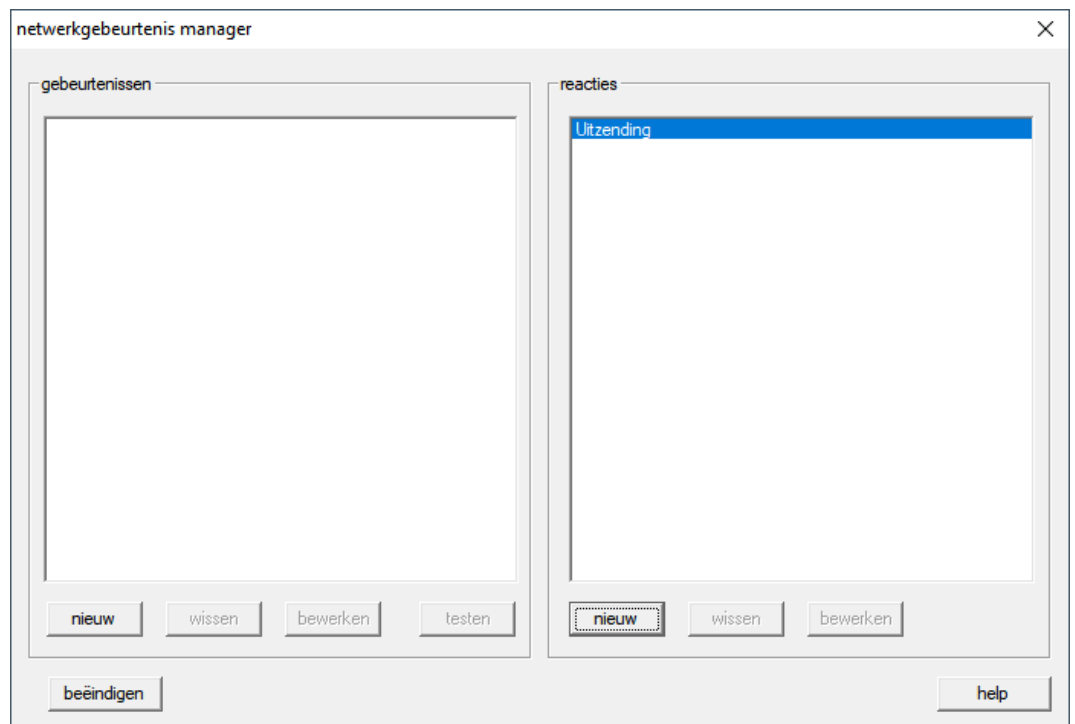 netwerkgebeurtenis manager
gebeurtenissen
nieuw wissen bewerken testen
reacties
Uitzending
nieuw wissen bewerken
beëindigen help